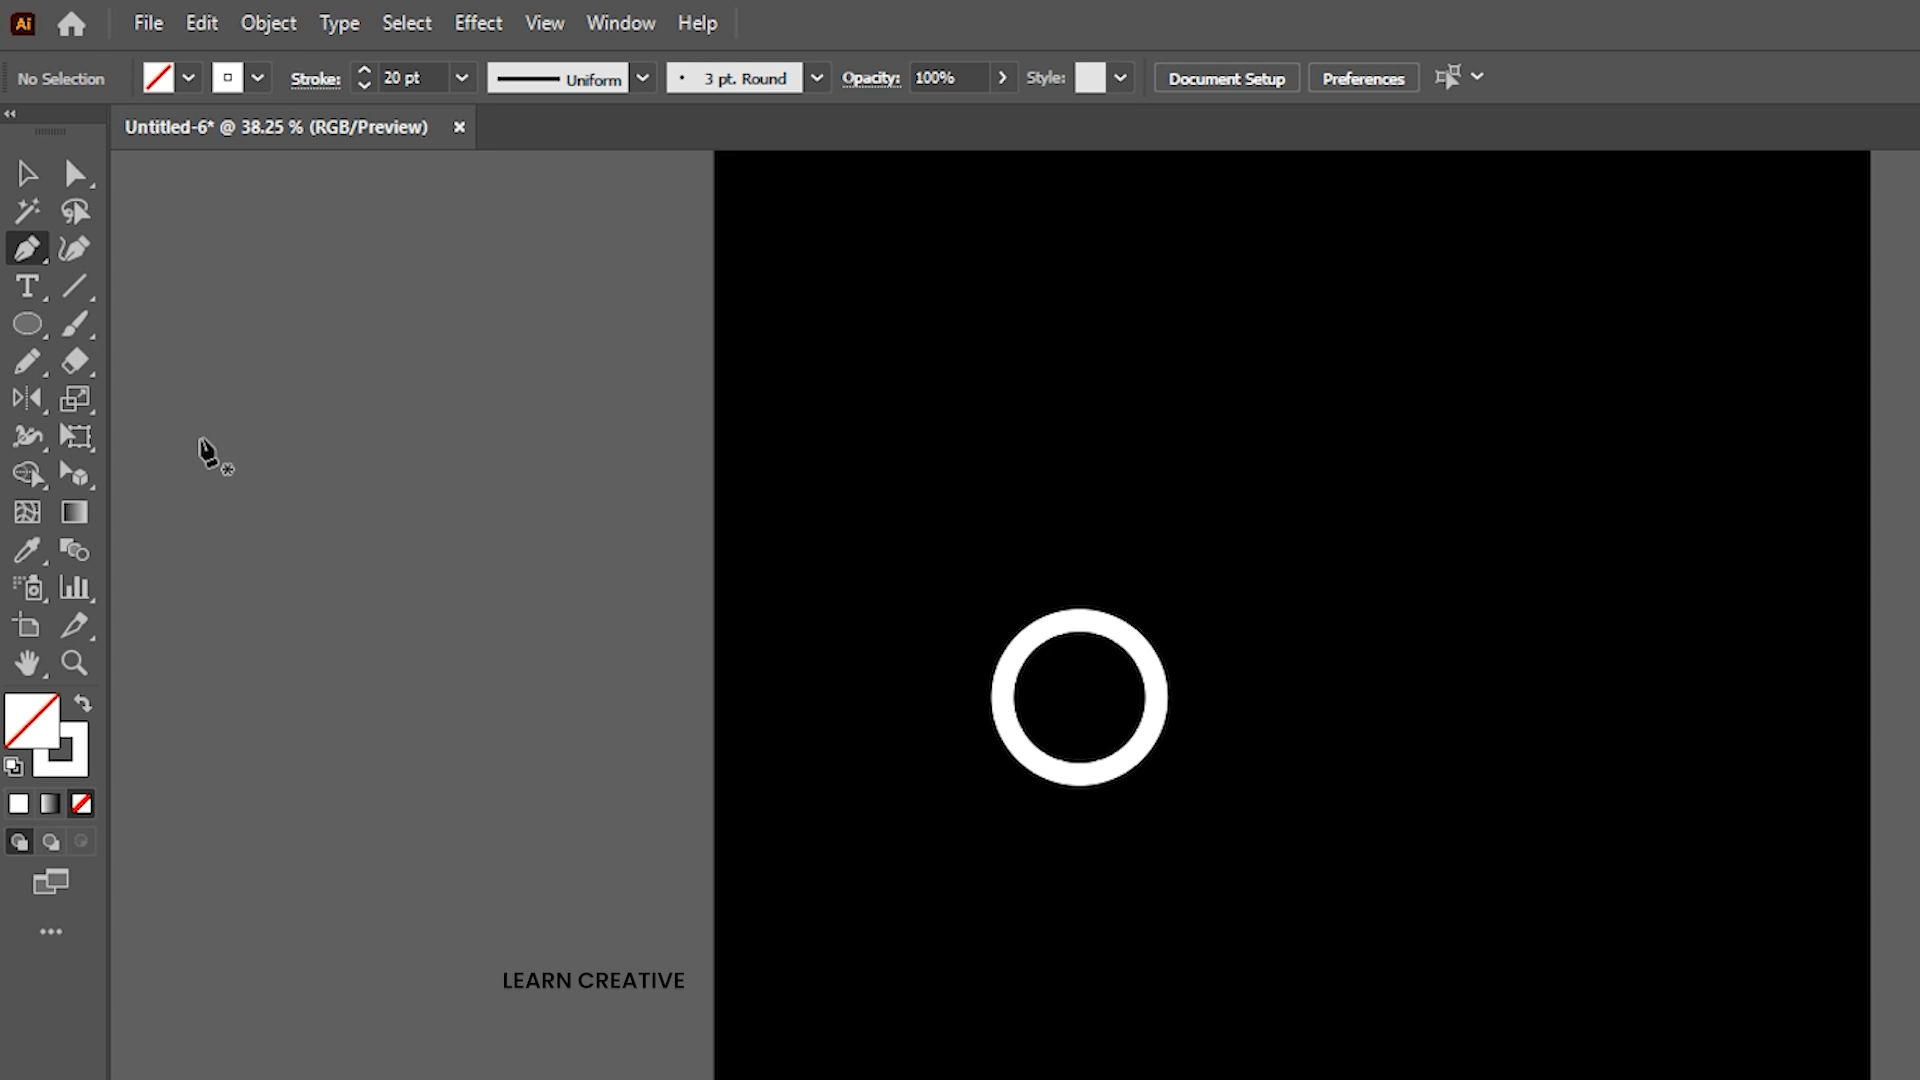 Ai File Edit Object Type Select Effect View Window Help
No Selection Stroke: 20 pt Uniform 3 pt. Round Opacity: 100% Style: Document Setup Preferences
Untitled-6* @ 38.25 % (RGB/Preview)
LEARN CREATIVE